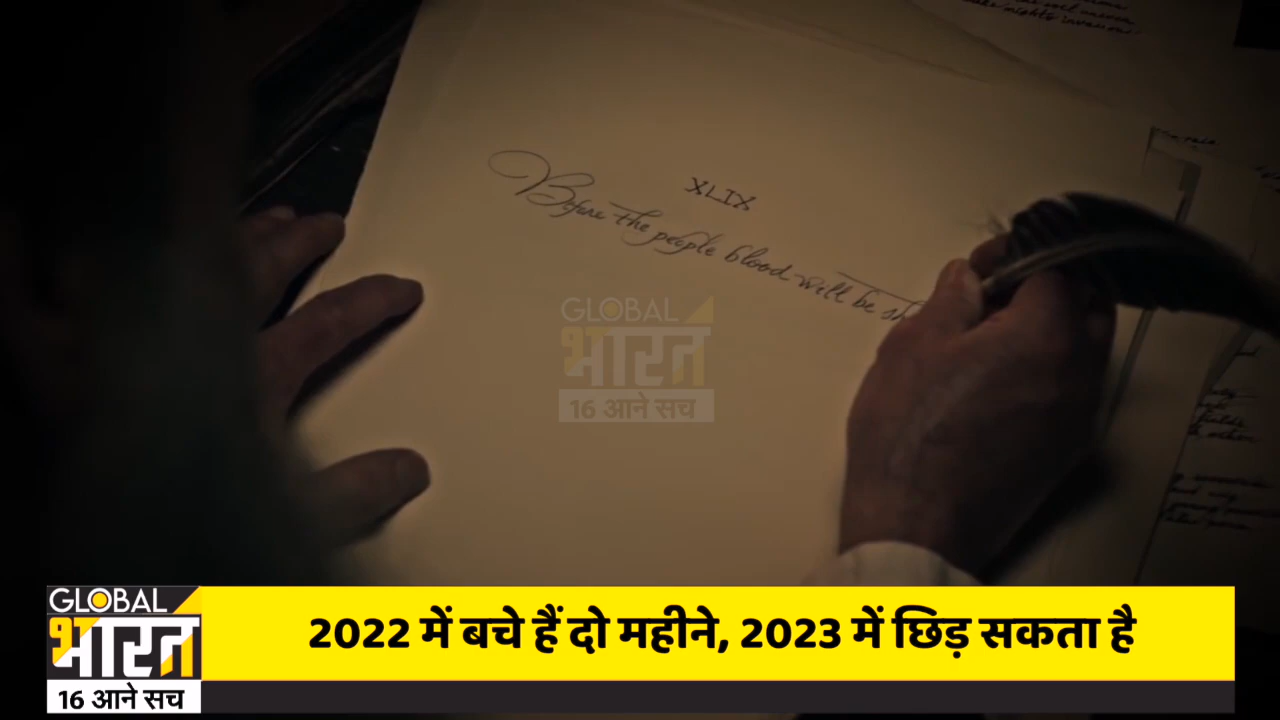 XLIX
Before the people blood will be sh
GLOBAL
भारत
16 आने सच
GLOBAL
भारत
16 आने सच
2022 में बचे हैं दो महीने, 2023 में छिड़ सकता है